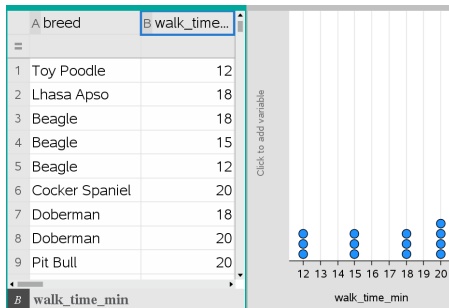 A breed B walk_time...
=
1 Toy Poodle 12
2 Lhasa Apso 18
3 Beagle 18
4 Beagle 15
5 Beagle 12
6 Cocker Spaniel 20
7 Doberman 18
8 Doberman 20
9 Pit Bull 20
B walk_time_min
Click to add variable
12 13 14 15 16 17 18 19 20
walk_time_min